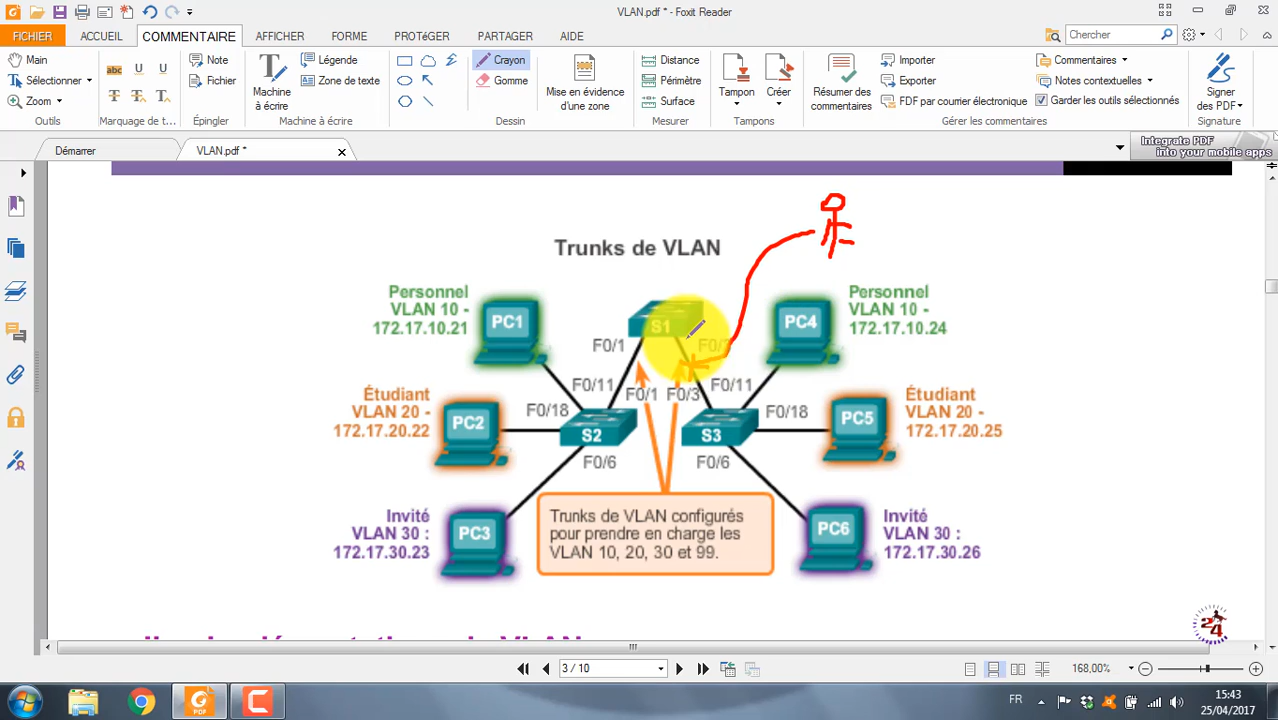 VLAN.pdf * - Foxit Reader
FICHIER ACCUEIL COMMENTAIRE AFFICHER FORME PROTéGER PARTAGER AIDE
Chercher
Main
Sélectionner
Zoom
Outils
abc U U
T T T
Marquage de t...
Note
Fichier
Épingler
Machine
à écrire
Légende
Zone de texte
Machine à écrire
Crayon
Gomme
Dessin
Mise en évidence
d'une zone
Distance
Périmètre
Surface
Mesurer
Tampon
Créer
Tampons
Résumer des
commentaires
Importer
Exporter
FDF par courrier électronique
Commentaires
Notes contextuelles
Garder les outils sélectionnés
Gérer les commentaires
Signer
des PDF
Signature
Démarrer
VLAN.pdf *
Integrate PDF
into your mobile apps
Trunks de VLAN
Personnel
VLAN 10 -
172.17.10.21
PC1
S1
PC4
Personnel
VLAN 10 -
172.17.10.24
F0/1
F0/11 F0/1 F0/3 F0/11
Étudiant
VLAN 20 -
172.17.20.22
PC2
F0/18
S2
S3
F0/18
PC5
Étudiant
VLAN 20 -
172.17.20.25
F0/6 F0/6
Invité
VLAN 30 :
172.17.30.23
PC3
Trunks de VLAN configurés
pour prendre en charge les
VLAN 10, 20, 30 et 99.
PC6
Invité
VLAN 30 :
172.17.30.26
24
3 / 10
168,00%
PDF
FR
15:43
25/04/2017